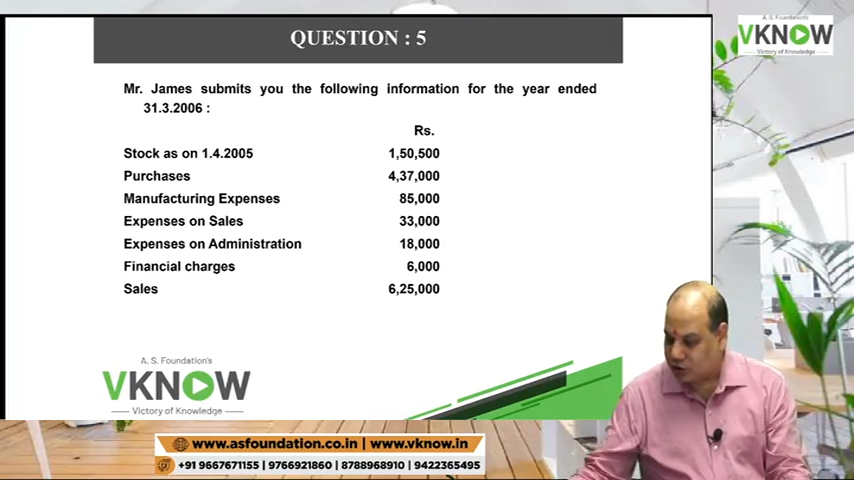 QUESTION : 5
A. S. Foundation's
VKNOW
Victory of Knowledge
Mr. James submits you the following information for the year ended
31.3.2006 :
Rs.
Stock as on 1.4.2005 1,50,500
Purchases 4,37,000
Manufacturing Expenses 85,000
Expenses on Sales 33,000
Expenses on Administration 18,000
Financial charges 6,000
Sales 6,25,000
A. S. Foundation's
VKNOW
Victory of Knowledge
www.asfoundation.co.in | www.vknow.in
+91 9667671155 | 9766921860 | 8788968910 | 9422365495